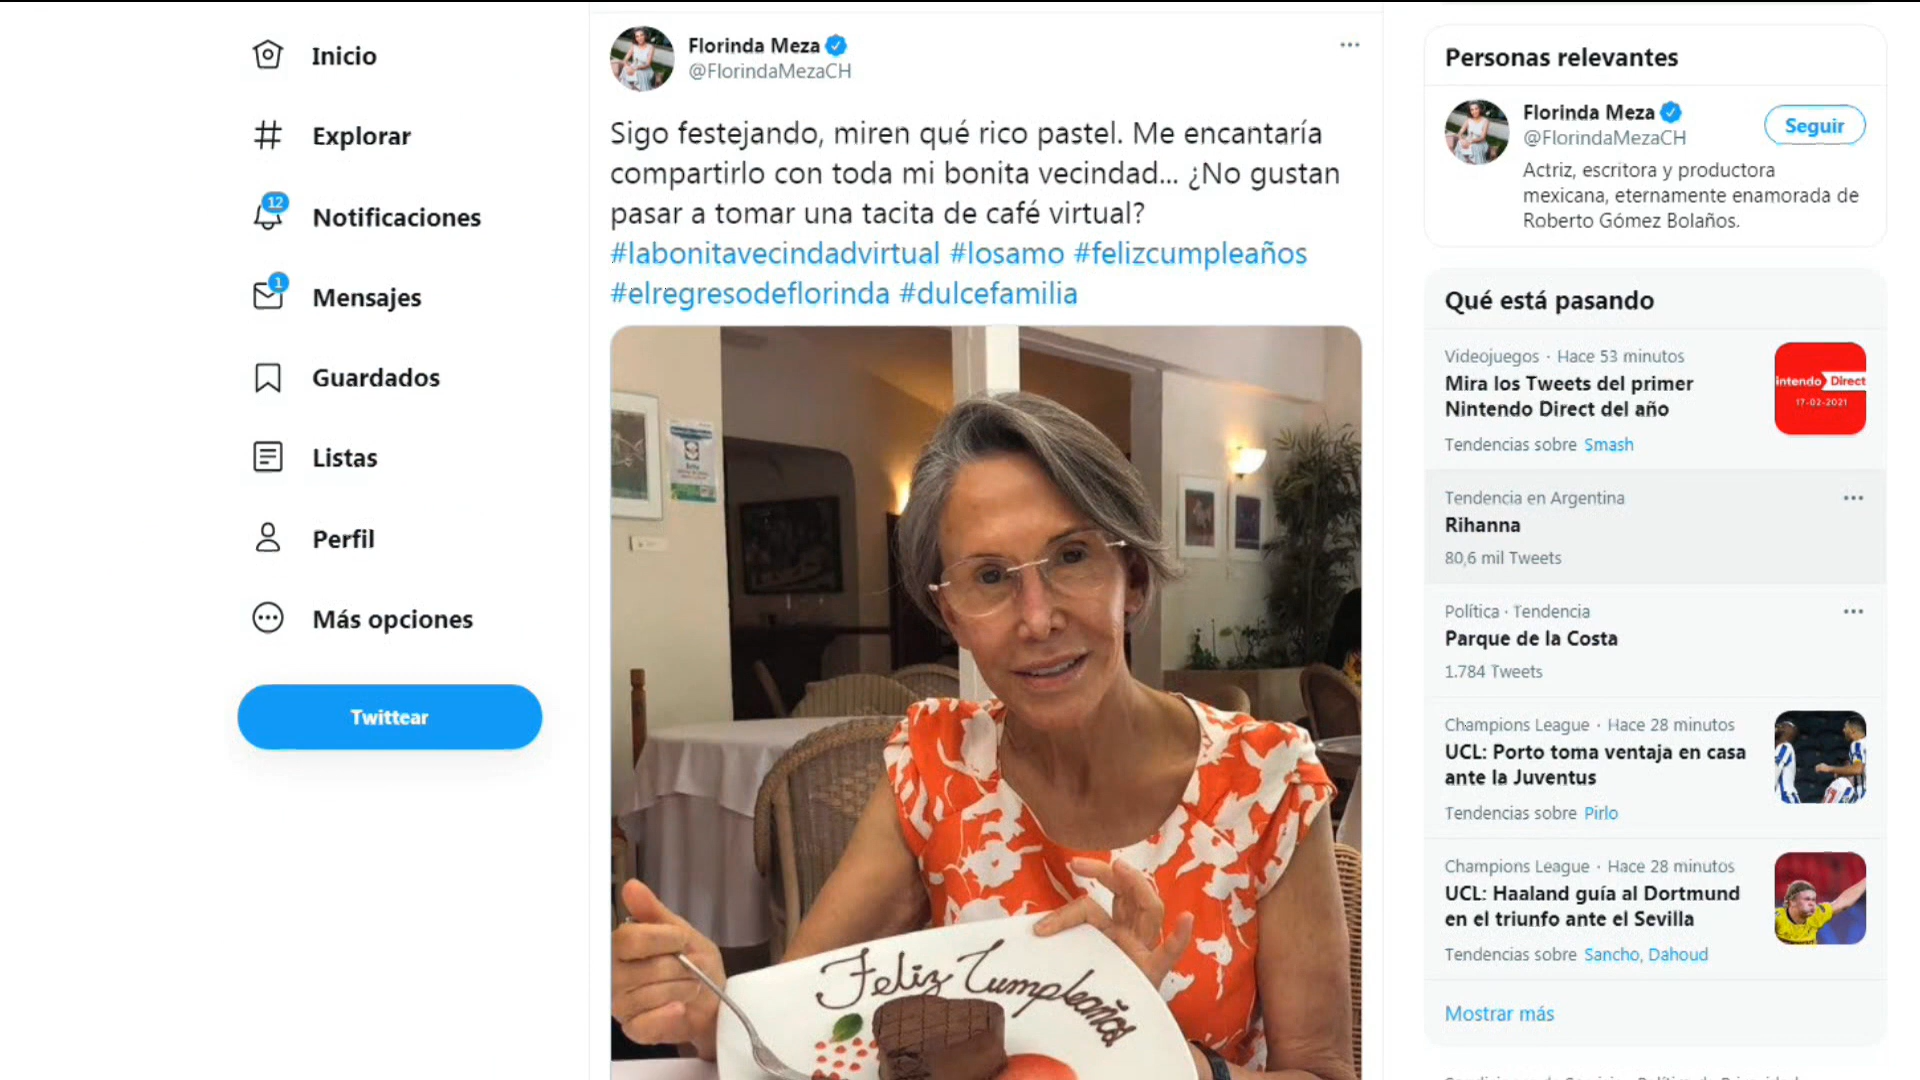 Inicio
Explorar
12
Notificaciones
1
Mensajes
Guardados
Listas
Perfil
Más opciones
Twittear
Florinda Meza
@FlorindaMezaCH
Sigo festejando, miren qué rico pastel. Me encantaría
compartirlo con toda mi bonita vecindad... ¿No gustan
pasar a tomar una tacita de café virtual?
#labonitavecindadvirtual #losamo #felizcumpleaños
#elregresodeflorinda #dulcefamilia
Feliz Cumpleaños
Personas relevantes
Florinda Meza
@FlorindaMezaCH
Seguir
Actriz, escritora y productora
mexicana, eternamente enamorada de
Roberto Gómez Bolaños.
Qué está pasando
Videojuegos · Hace 53 minutos
Mira los Tweets del primer
Nintendo Direct del año
Tendencias sobre Smash
intendo Direct
17-02-2021
Tendencia en Argentina
Rihanna
80,6 mil Tweets
Política · Tendencia
Parque de la Costa
1.784 Tweets
Champions League · Hace 28 minutos
UCL: Porto toma ventaja en casa
ante la Juventus
Tendencias sobre Pirlo
Champions League · Hace 28 minutos
UCL: Haaland guía al Dortmund
en el triunfo ante el Sevilla
Tendencias sobre Sancho, Dahoud
Mostrar más